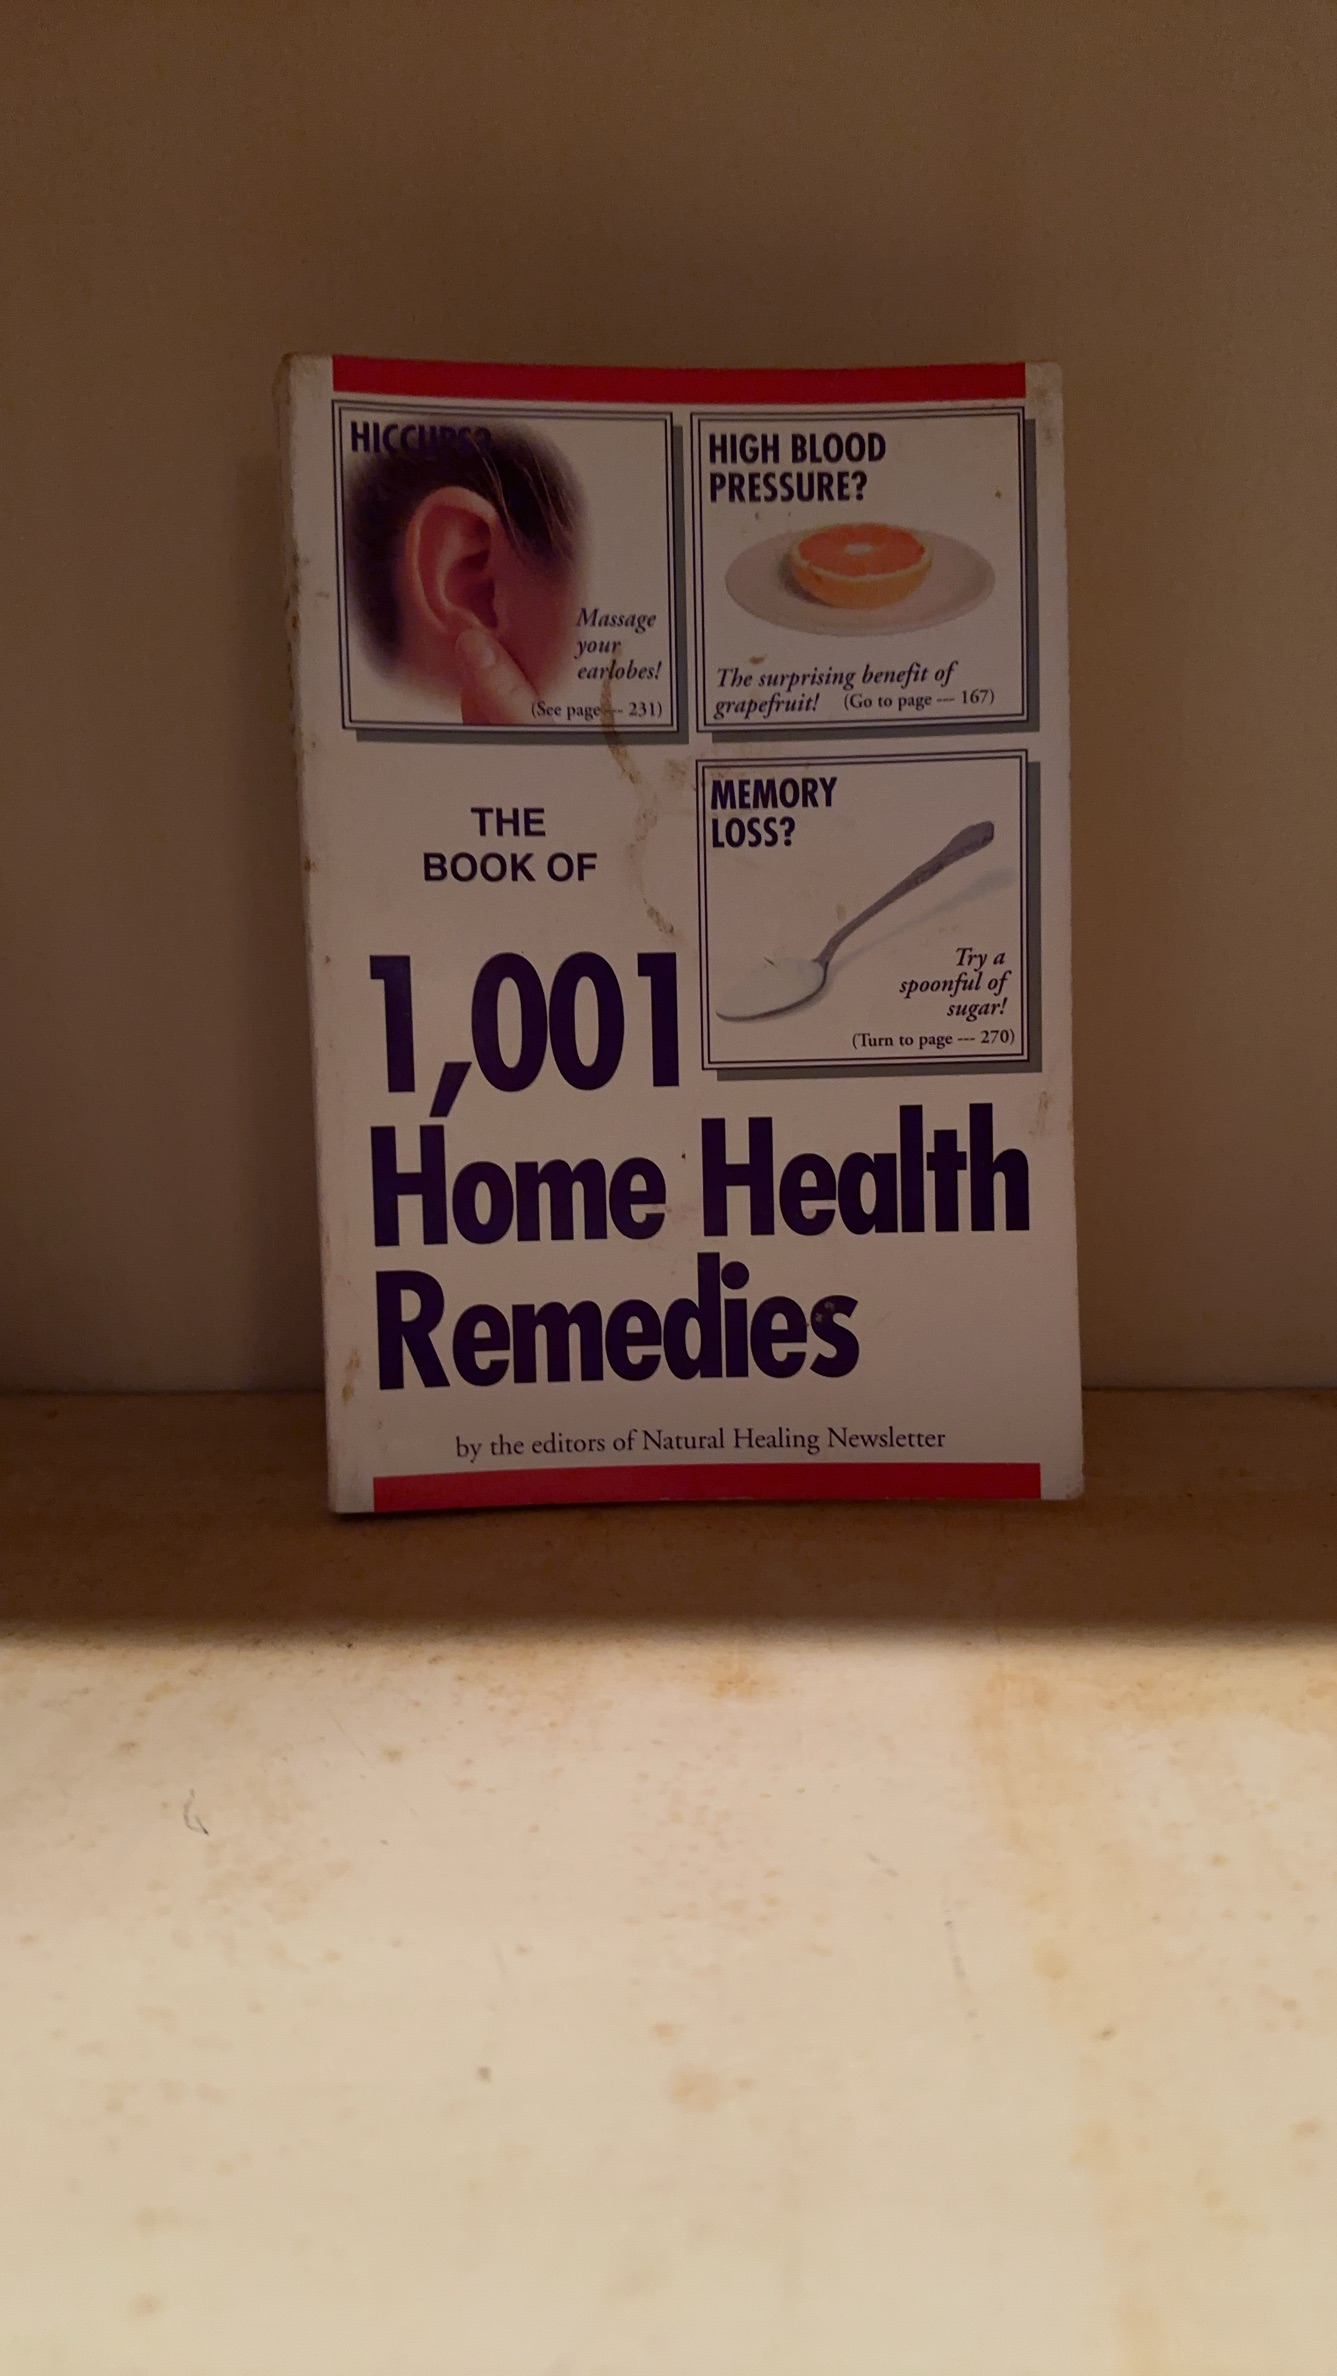 HICCUPS?
Massage
your
earlobes!
(See page --- 231)
HIGH BLOOD
PRESSURE?
The surprising benefit of
grapefruit! (Go to page --- 167)
THE
BOOK OF
MEMORY
LOSS?
Try a
spoonful of
sugar!
(Turn to page --- 270)
1,001
Home Health
Remedies
by the editors of Natural Healing Newsletter